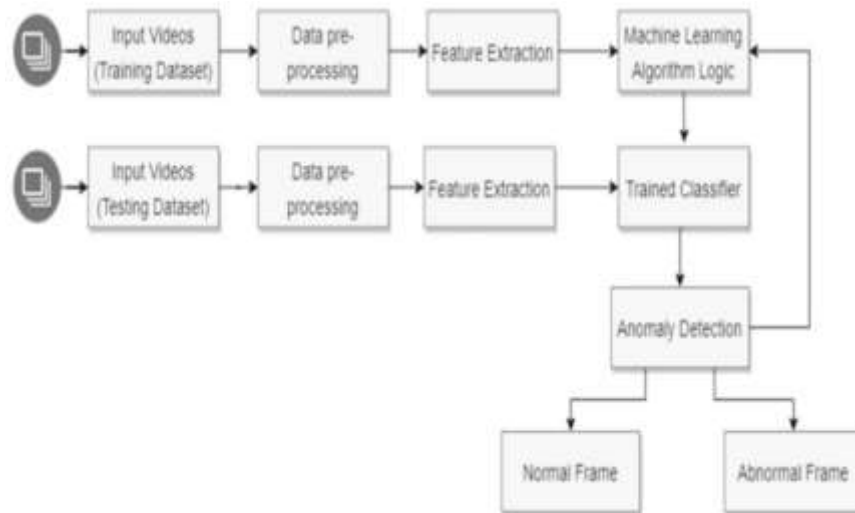 Input Videos
(Training Dataset)
Data pre-
processing
Feature Extraction
Machine Learning
Algorithm Logic
Input Videos
(Testing Dataset)
Data pre-
processing
Feature Extraction
Trained Classifier
Anomaly Detection
Normal Frame
Abnormal Frame